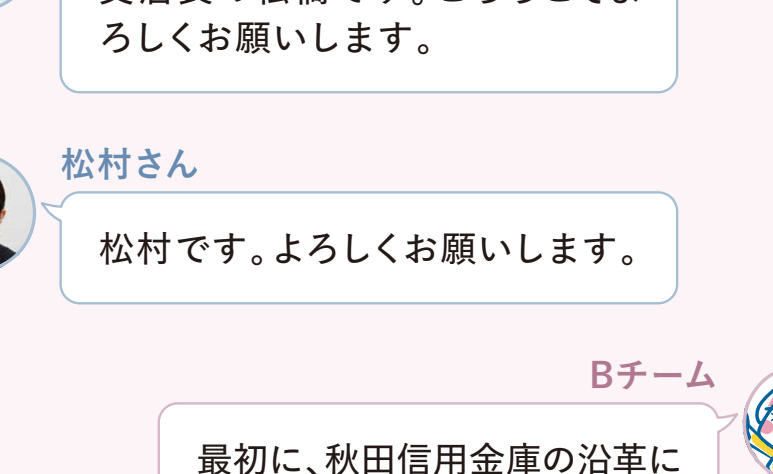 ろしくお願いします。
松村さん
松村です。よろしくお願いします。
Bチーム
最初に、秋田信用金庫の沿革に